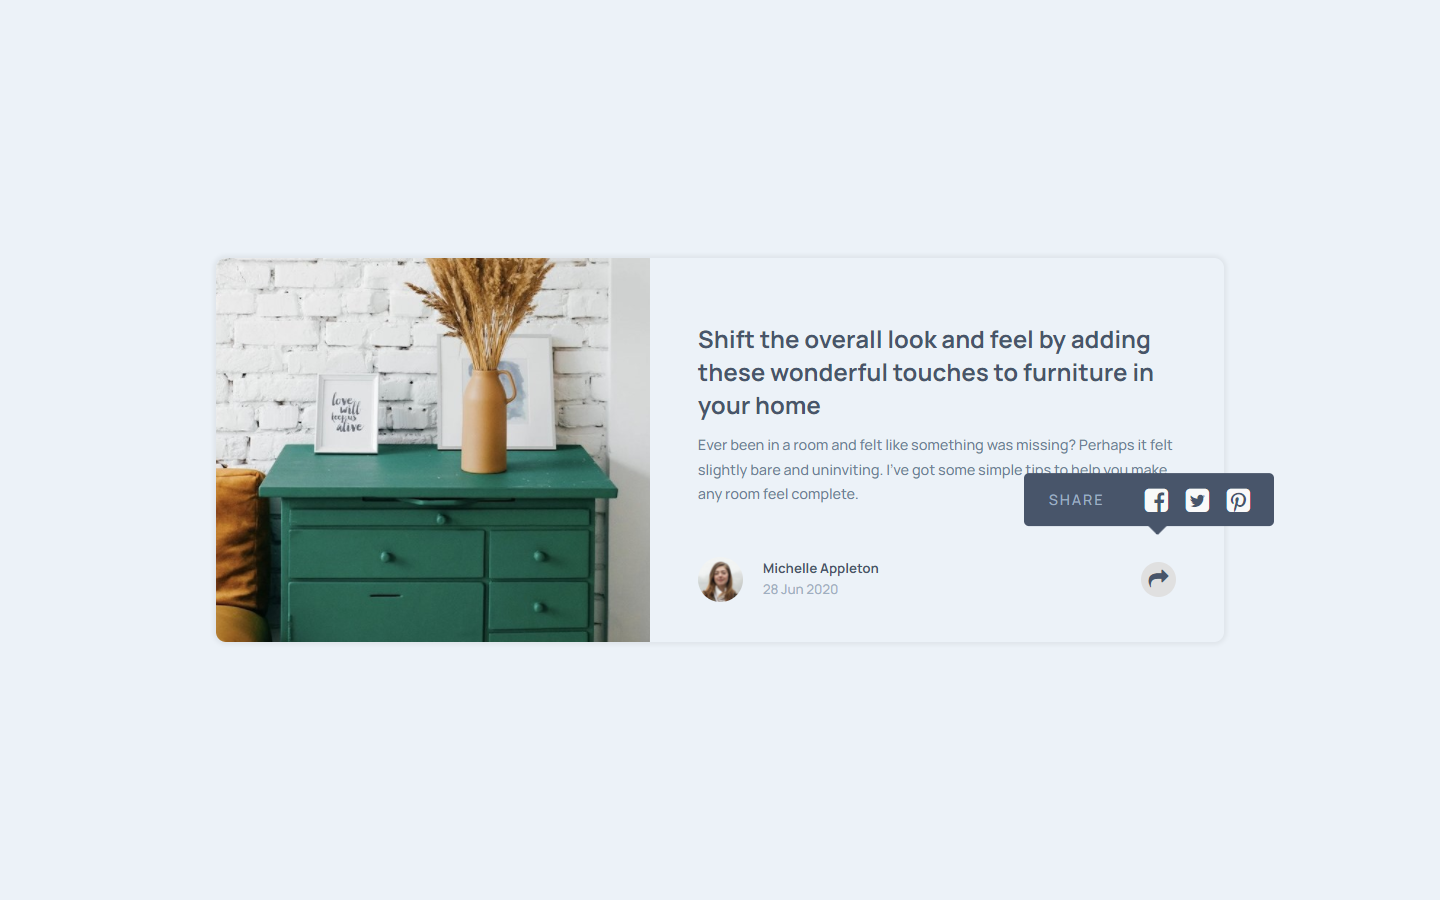 Shift the overall look and feel by adding
these wonderful touches to furniture in
your home
Ever been in a room and felt like something was missing? Perhaps it felt
slightly bare and uninviting. I've got some simple tips to help you make
any room feel complete.
SHARE
Michelle Appleton
28 Jun 2020
love
will
keep us
alive